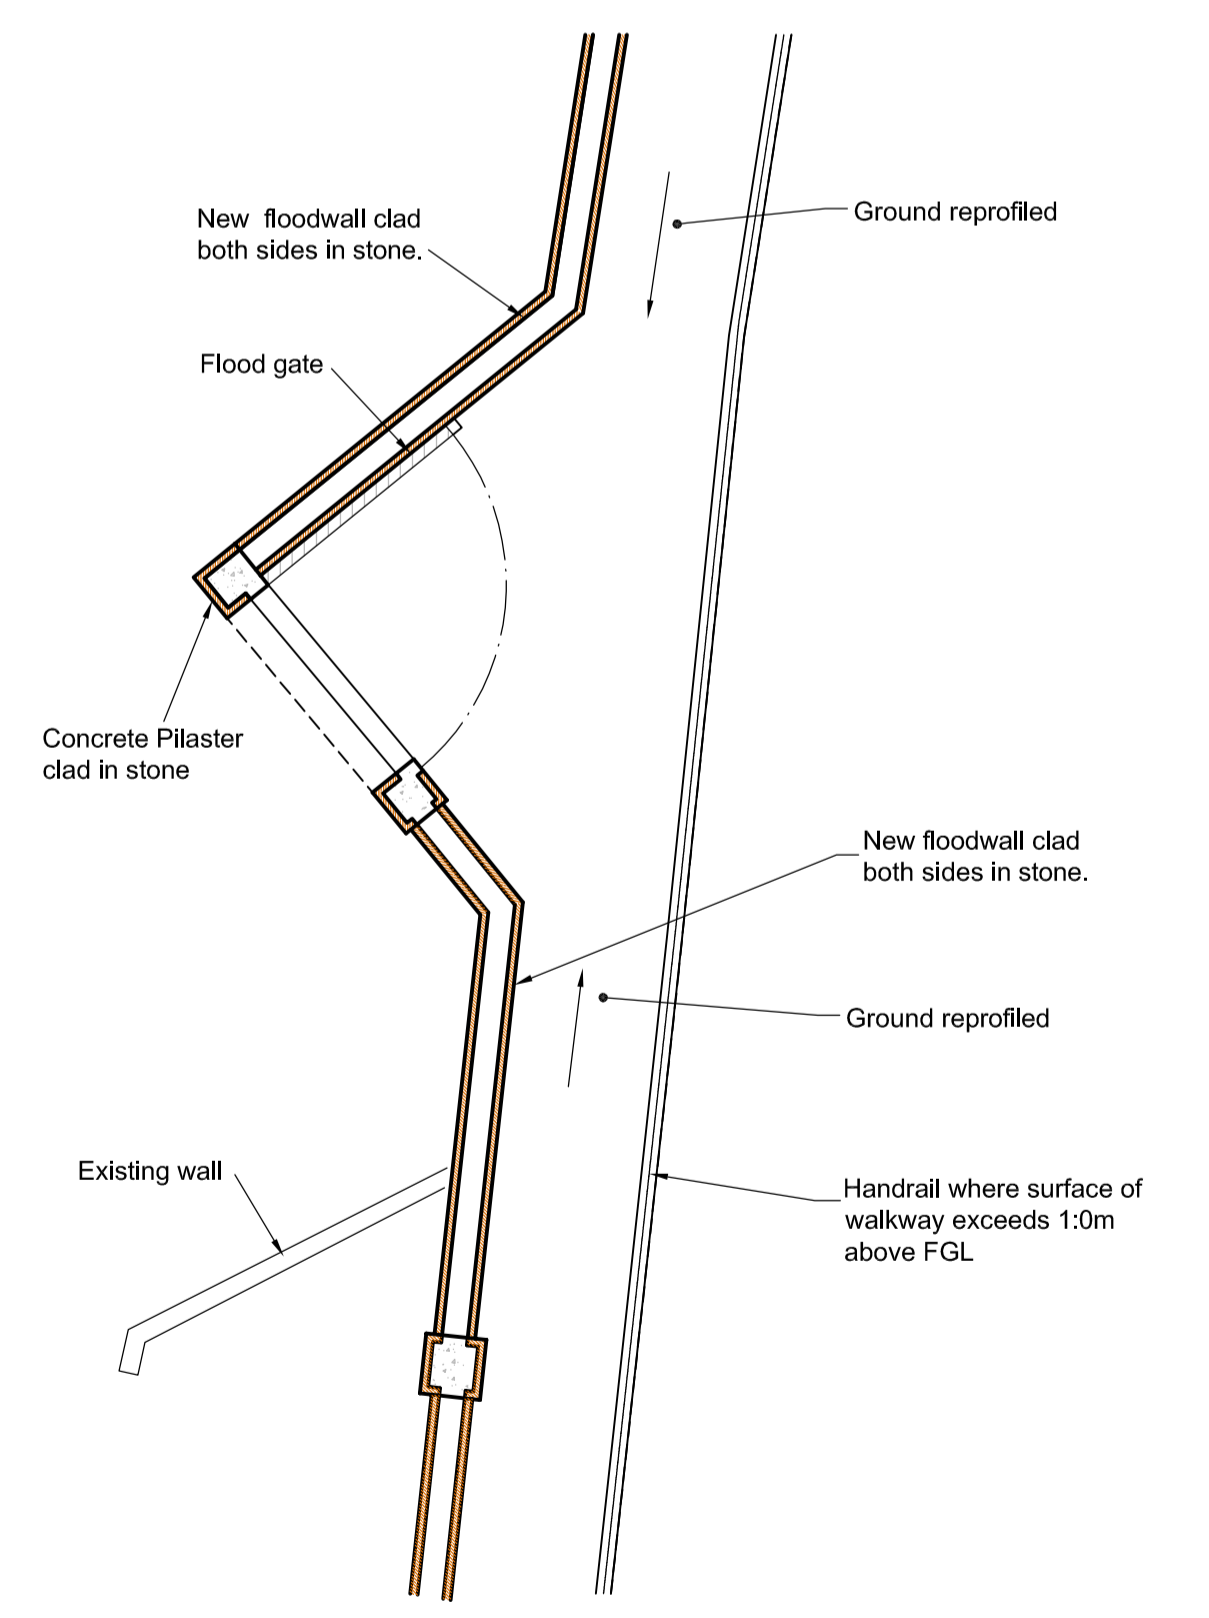 Ground reprofiled
New floodwall clad
both sides in stone.
Flood gate
Concrete Pilaster
clad in stone
New floodwall clad
both sides in stone.
Ground reprofiled
Existing wall
Handrail where surface of
walkway exceeds 1:0m
above FGL